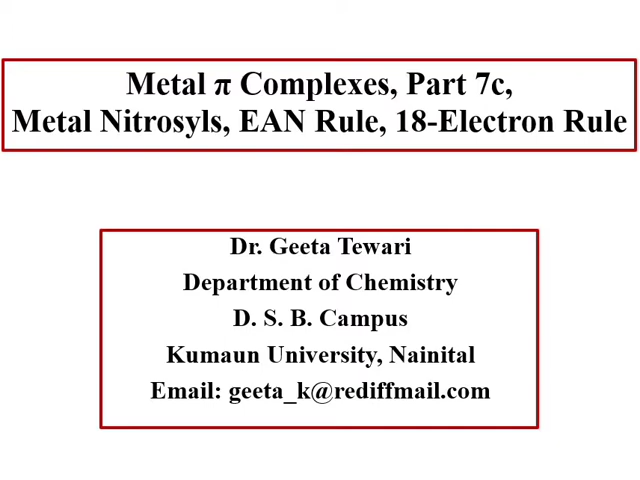 Metal π Complexes, Part 7c,
Metal Nitrosyls, EAN Rule, 18-Electron Rule
Dr. Geeta Tewari
Department of Chemistry
D. S. B. Campus
Kumaun University, Nainital
Email: geeta_k@rediffmail.com